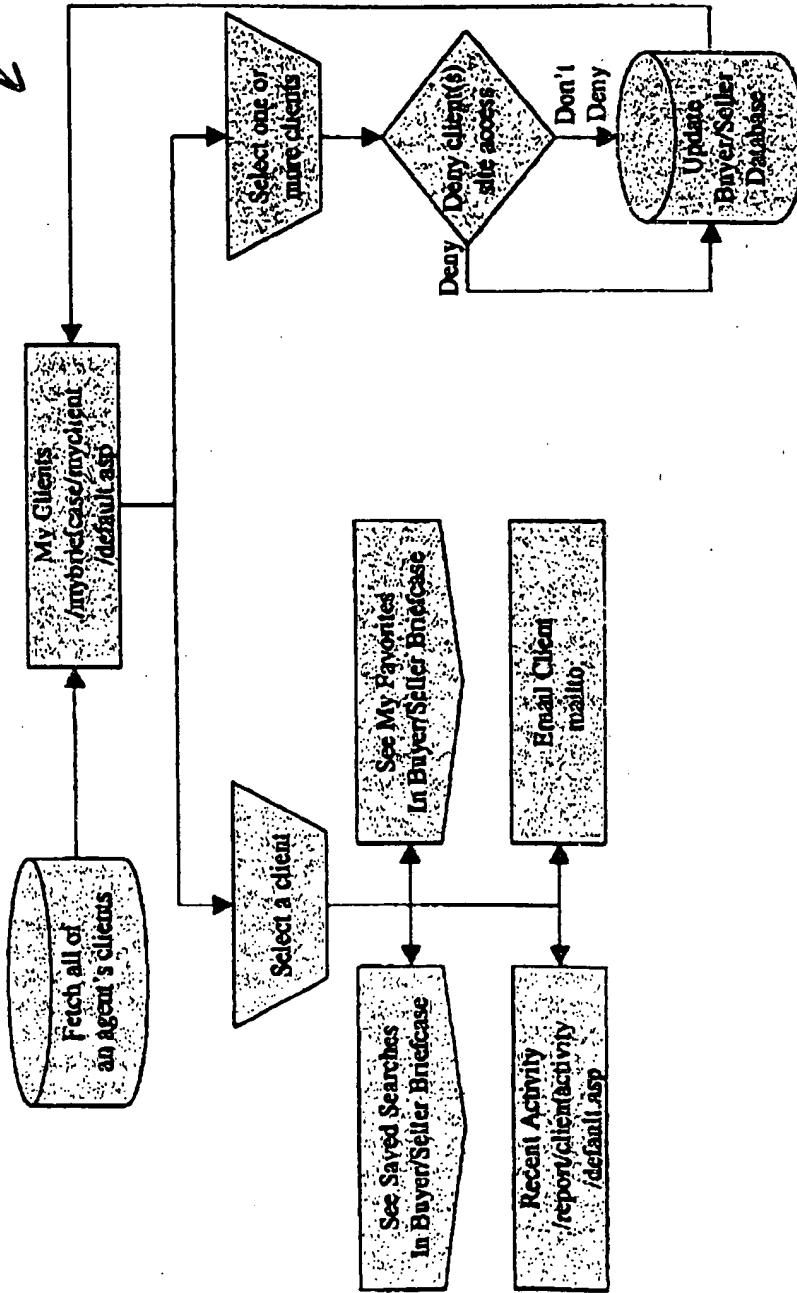 Fetch all of
an agent's clients
My Clients
/mybriefcase/myclient
/default.asp
Select a client
Select one or
more clients
See Saved Searches
In Buyer/Seller Briefcase
See My Favorites
In Buyer/Seller Briefcase
Recent Activity
/report/clientactivity
/default.asp
Email Client
mailto
Deny client(s)
site access
Deny
Don't
Deny
Update
Buyer/Seller
Database